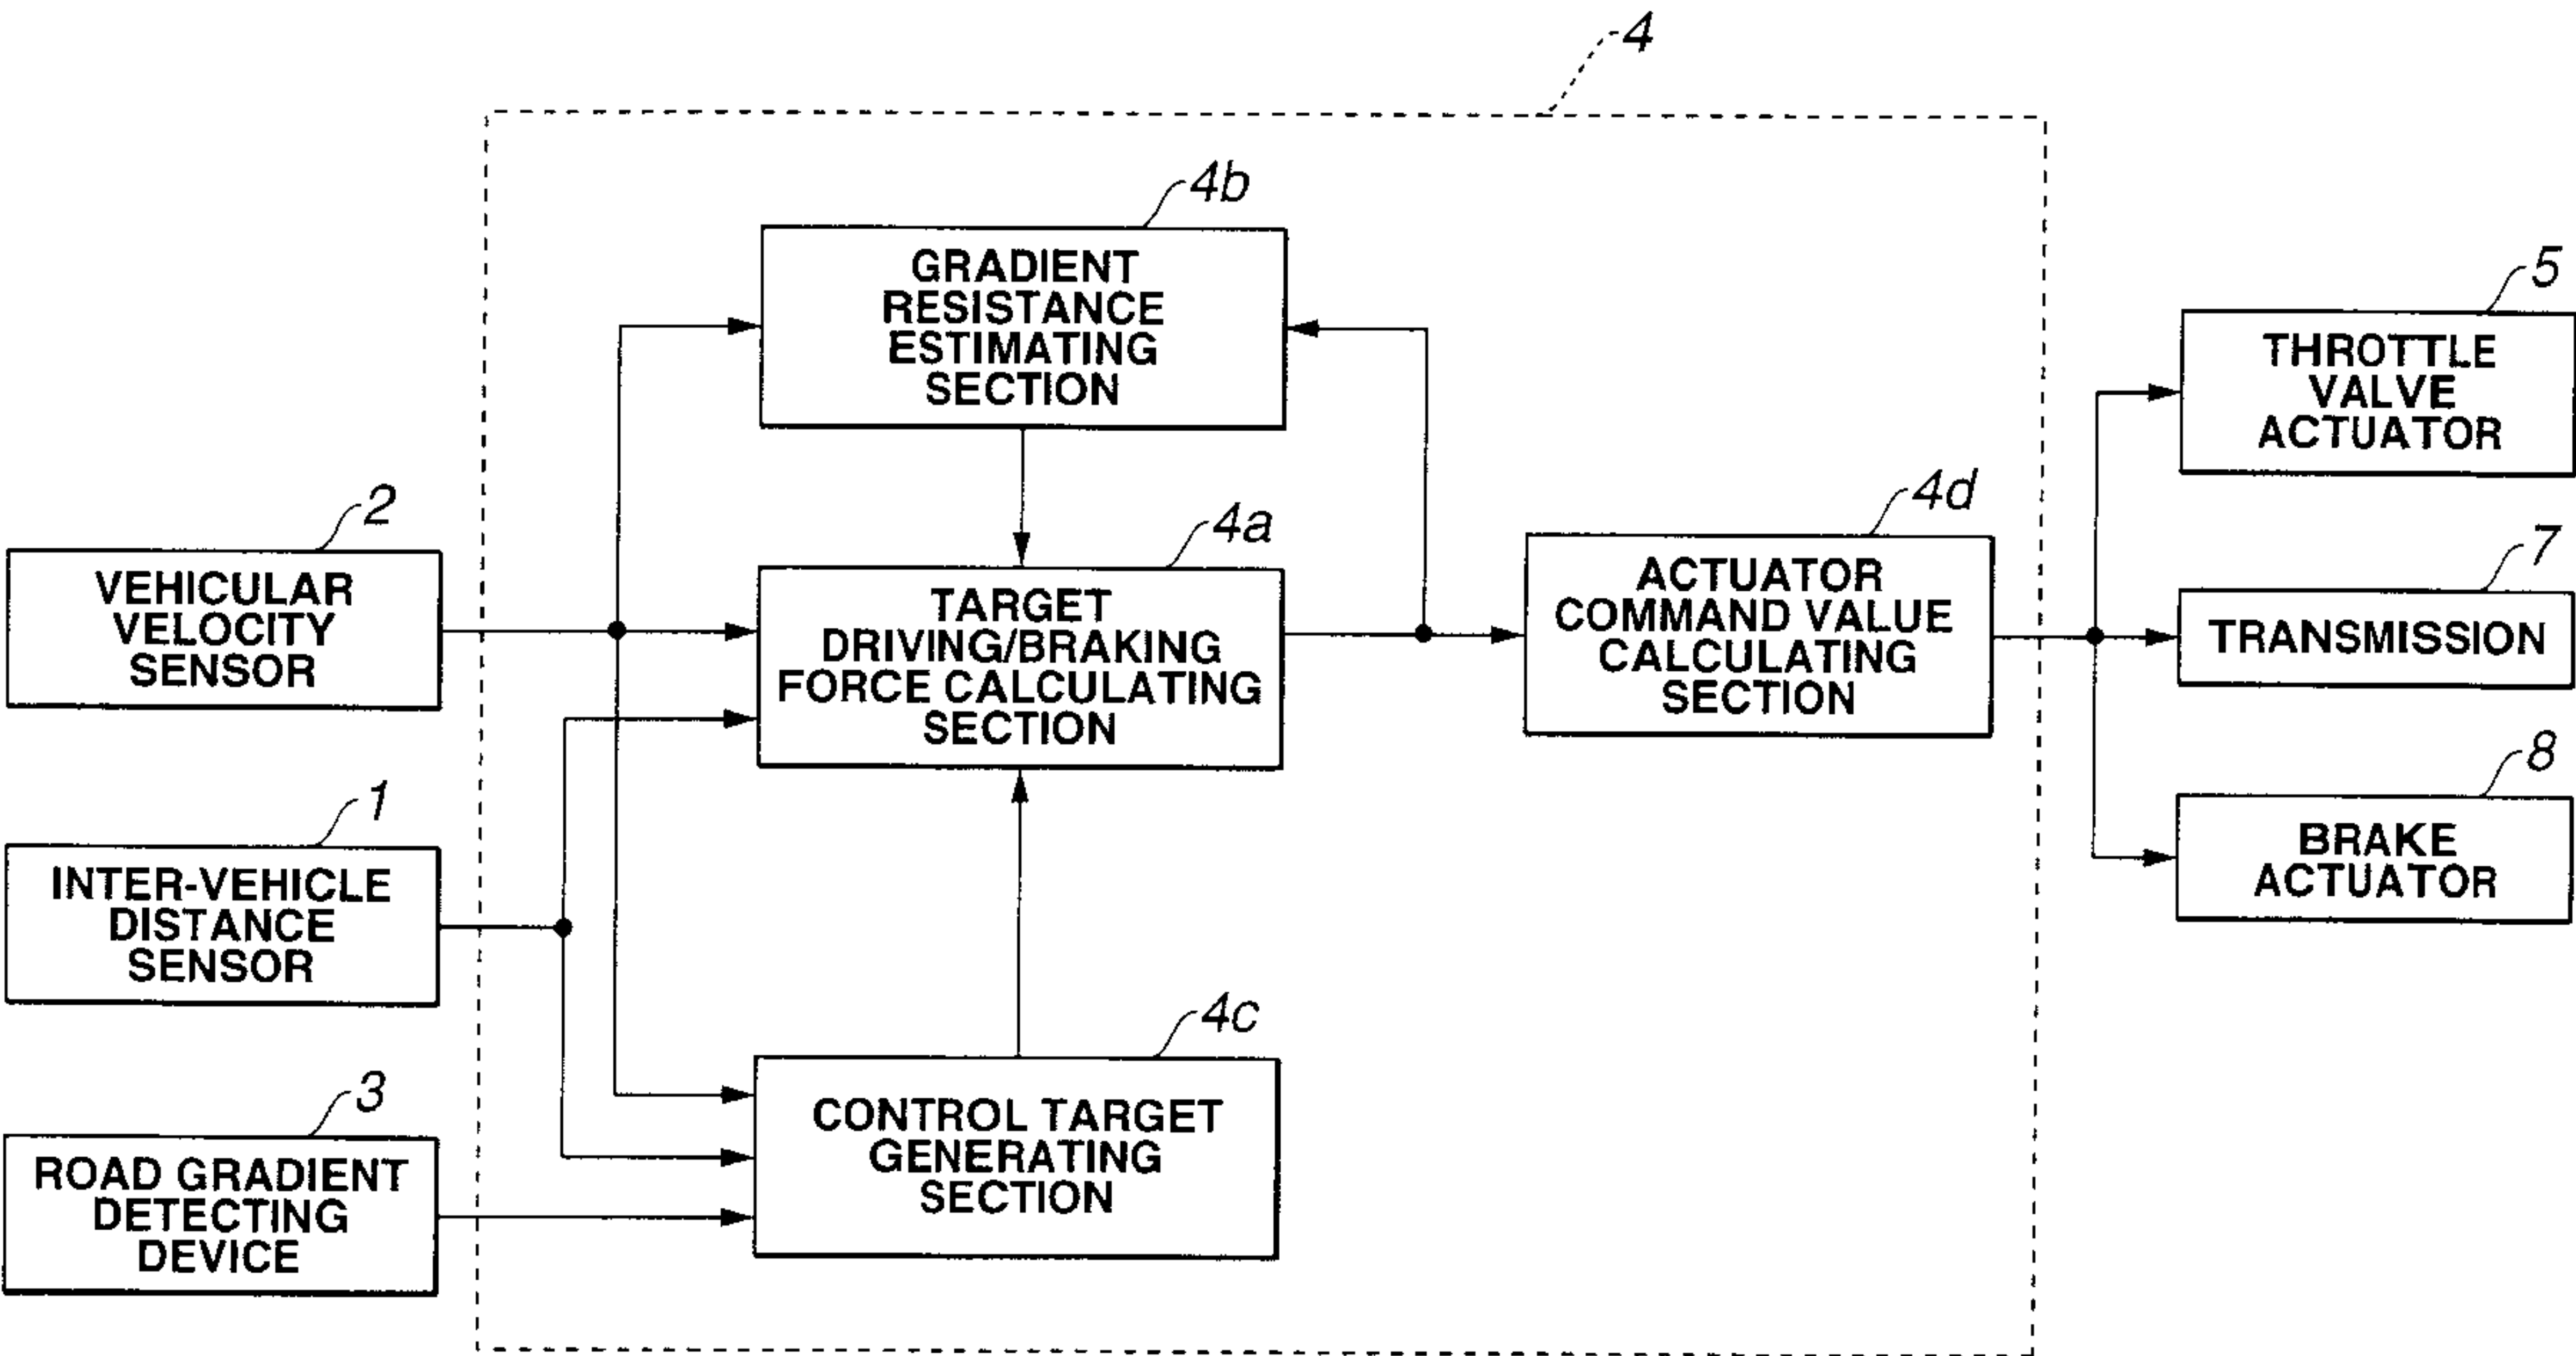 4
4b
GRADIENT
RESISTANCE
ESTIMATING
SECTION
5
THROTTLE
VALVE
ACTUATOR
2
VEHICULAR
VELOCITY
SENSOR
4a
TARGET
DRIVING/BRAKING
FORCE CALCULATING
SECTION
4d
ACTUATOR
COMMAND VALUE
CALCULATING
SECTION
7
TRANSMISSION
1
INTER-VEHICLE
DISTANCE
SENSOR
8
BRAKE
ACTUATOR
4c
CONTROL TARGET
GENERATING
SECTION
3
ROAD GRADIENT
DETECTING
DEVICE